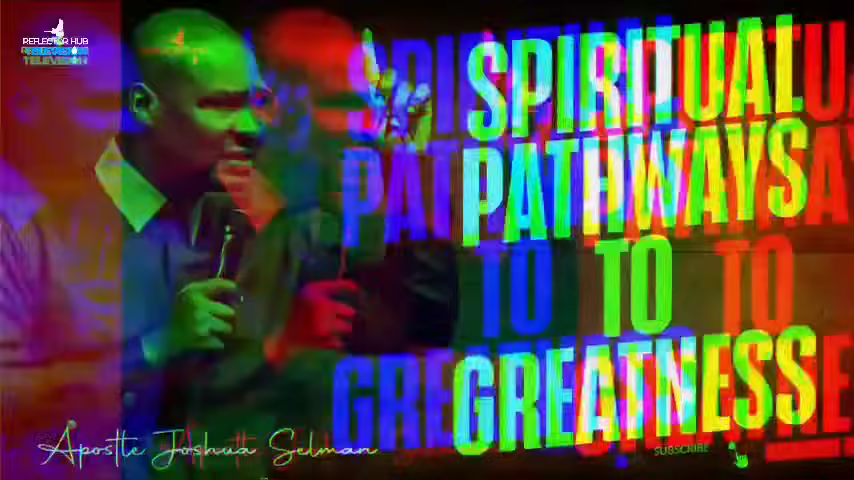 REFLECTOR HUB
TELEVISION
SPIRITUAL
PATHWAYS
TO
GREATNESS
Apostle Joshua Selman
SUBSCRIBE